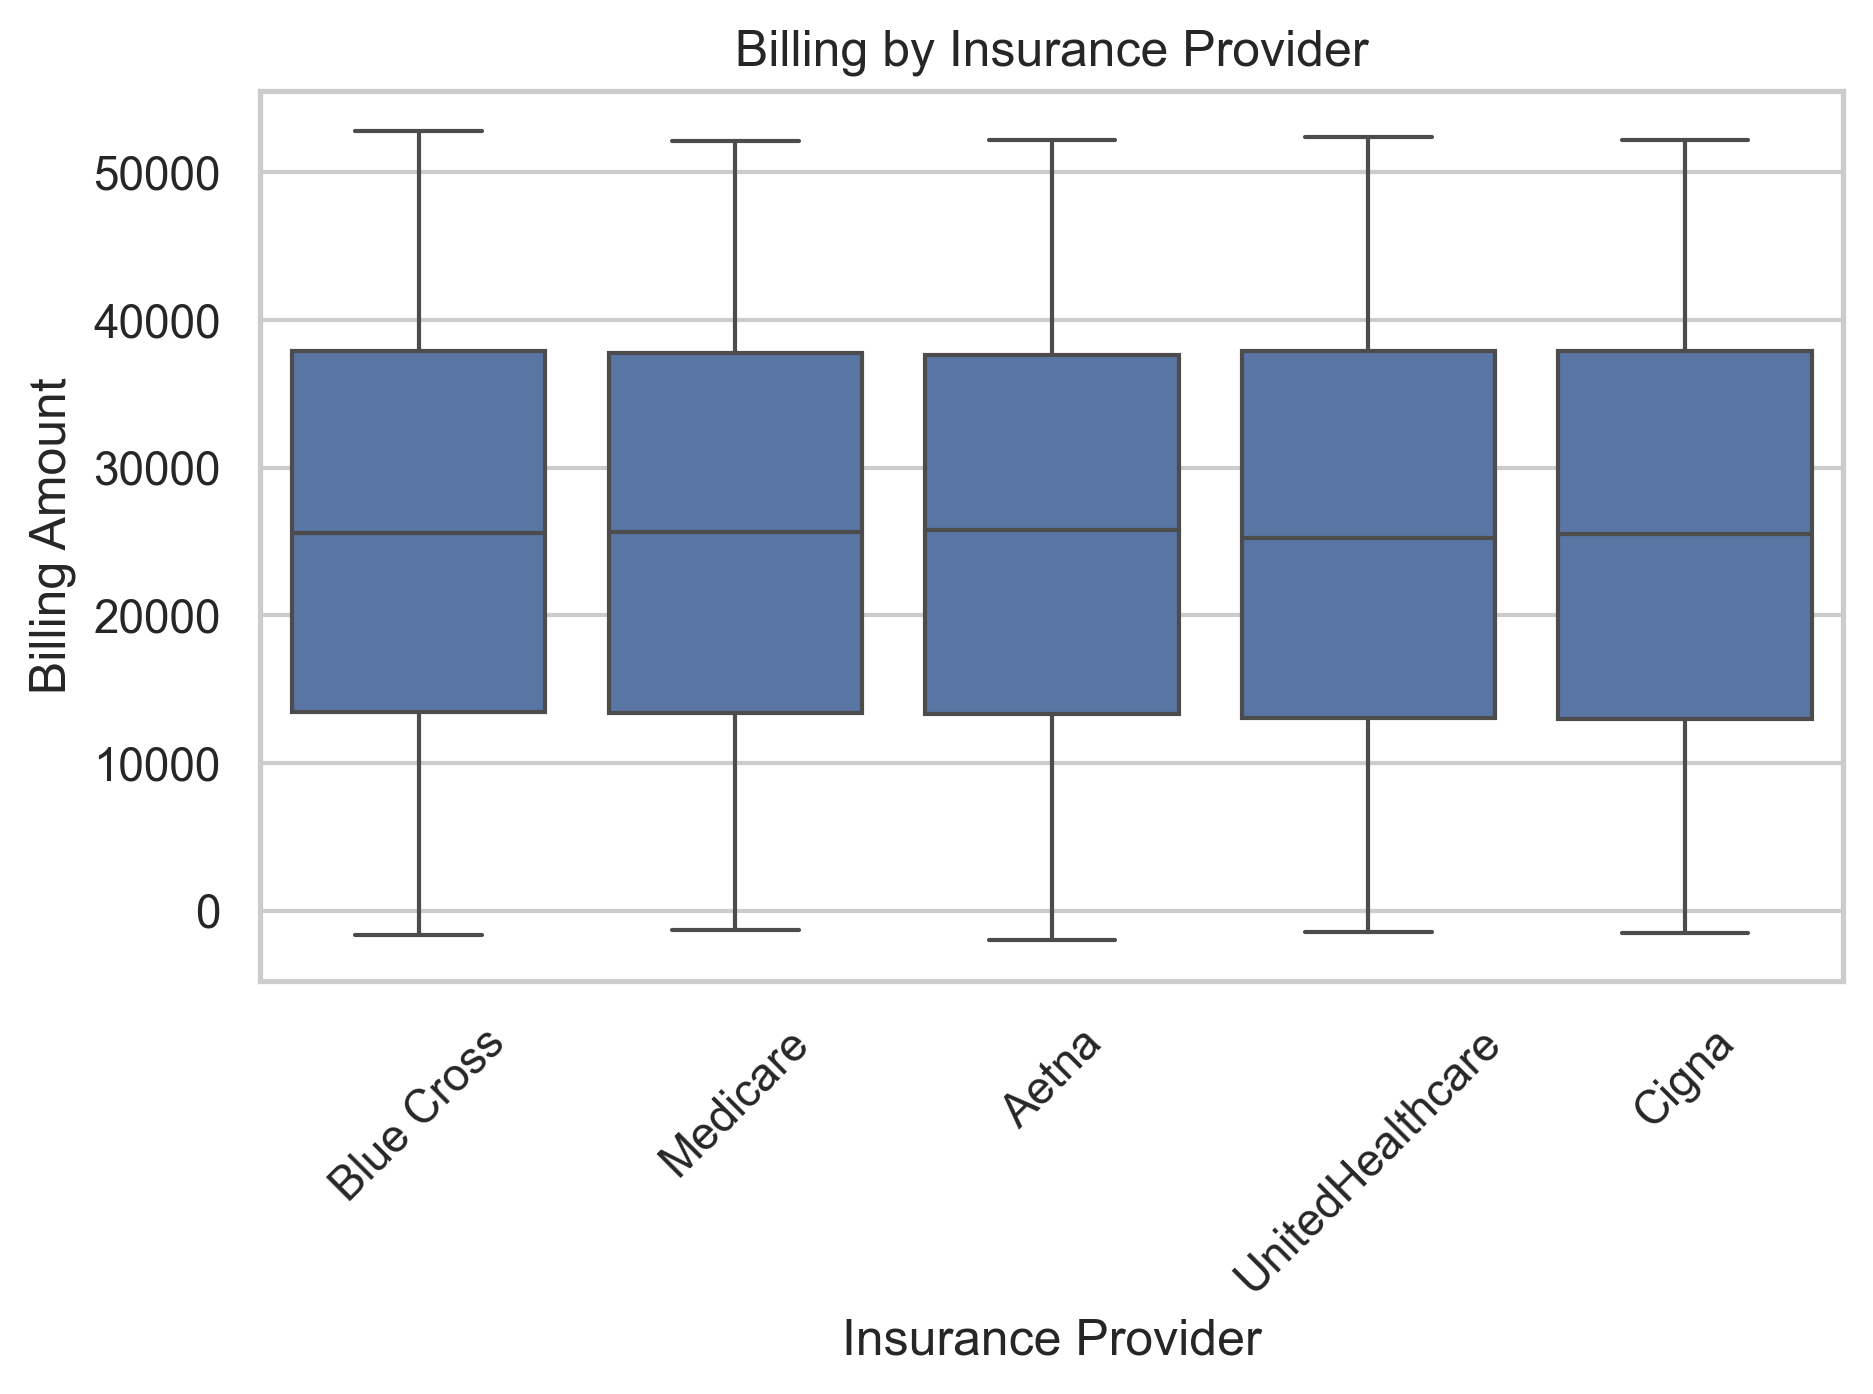 Billing by Insurance Provider
Billing Amount
50000
40000
30000
20000
10000
0
Blue Cross
Medicare
Aetna
UnitedHealthcare
Cigna
Insurance Provider